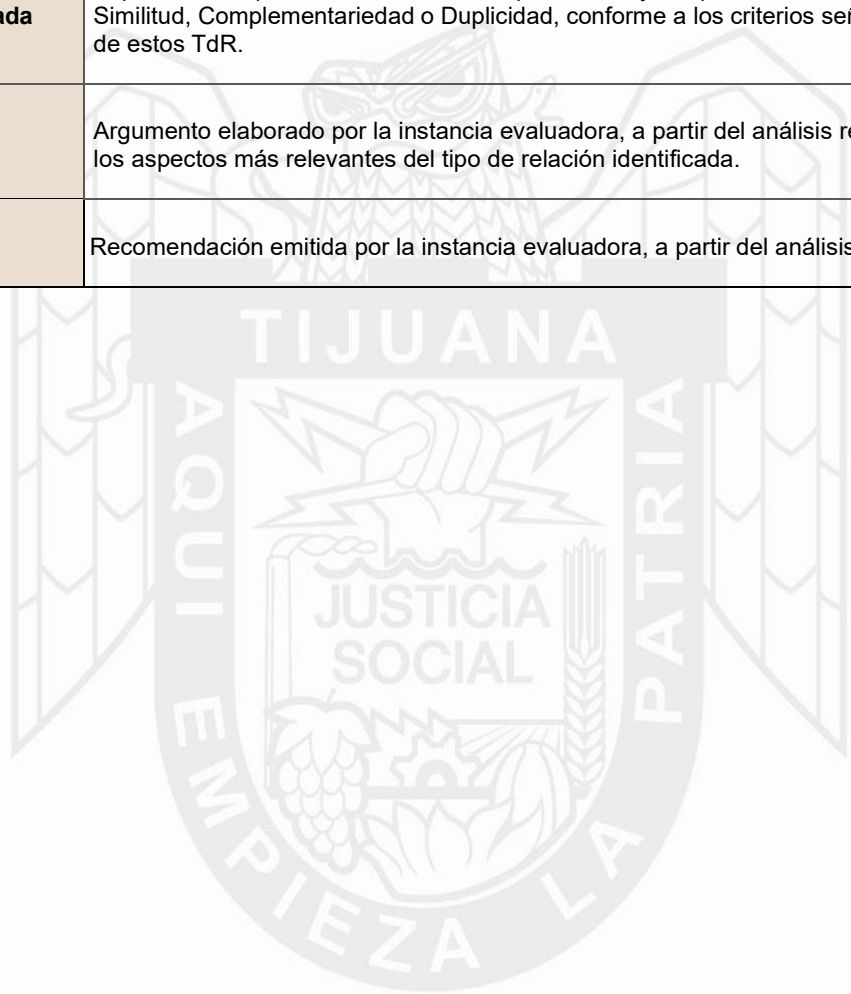 Similitud, Complementariedad o Duplicidad, conforme a los criterios
de estos TdR.
Argumento elaborado por la instancia evaluadora, a partir del análisis
los aspectos más relevantes del tipo de relación identificada.
Recomendación emitida por la instancia evaluadora, a partir del análisis
TIJUANA
AQUI EMPIEZA LA PATRIA
JUSTICIA
SOCIAL